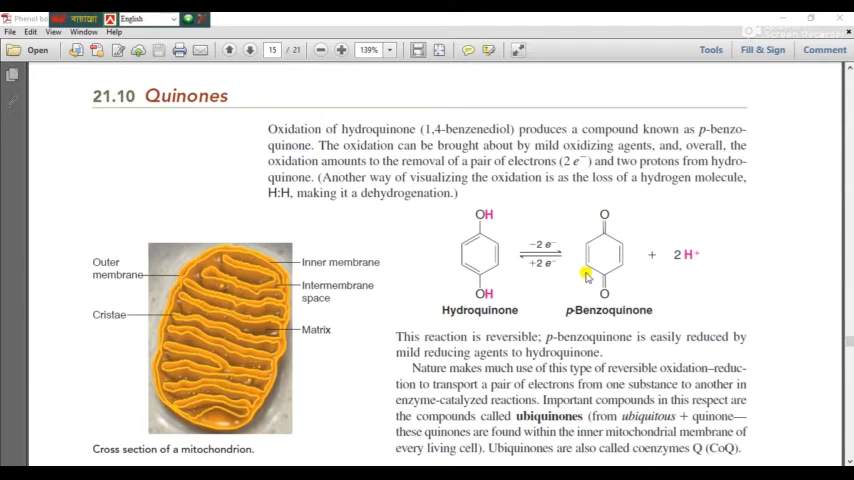 Phenol bo
বায়ান্নো
English
File Edit View Window Help
Screen Recorder
Open
15 / 21
139%
Tools
Fill & Sign
Comment
21.10 Quinones
Oxidation of hydroquinone (1,4-benzenediol) produces a compound known as p-benzo-
quinone. The oxidation can be brought about by mild oxidizing agents, and, overall, the
oxidation amounts to the removal of a pair of electrons (2 e⁻) and two protons from hydro-
quinone. (Another way of visualizing the oxidation is as the loss of a hydrogen molecule,
H:H, making it a dehydrogenation.)
OH
OH
Hydroquinone
−2 e⁻
+2 e⁻
O
O
p-Benzoquinone
+ 2 H⁺
Outer
membrane
Cristae
Inner membrane
Intermembrane
space
Matrix
Cross section of a mitochondrion.
This reaction is reversible; p-benzoquinone is easily reduced by
mild reducing agents to hydroquinone.
Nature makes much use of this type of reversible oxidation–reduc-
tion to transport a pair of electrons from one substance to another in
enzyme-catalyzed reactions. Important compounds in this respect are
the compounds called ubiquinones (from ubiquitous + quinone—
these quinones are found within the inner mitochondrial membrane of
every living cell). Ubiquinones are also called coenzymes Q (CoQ).